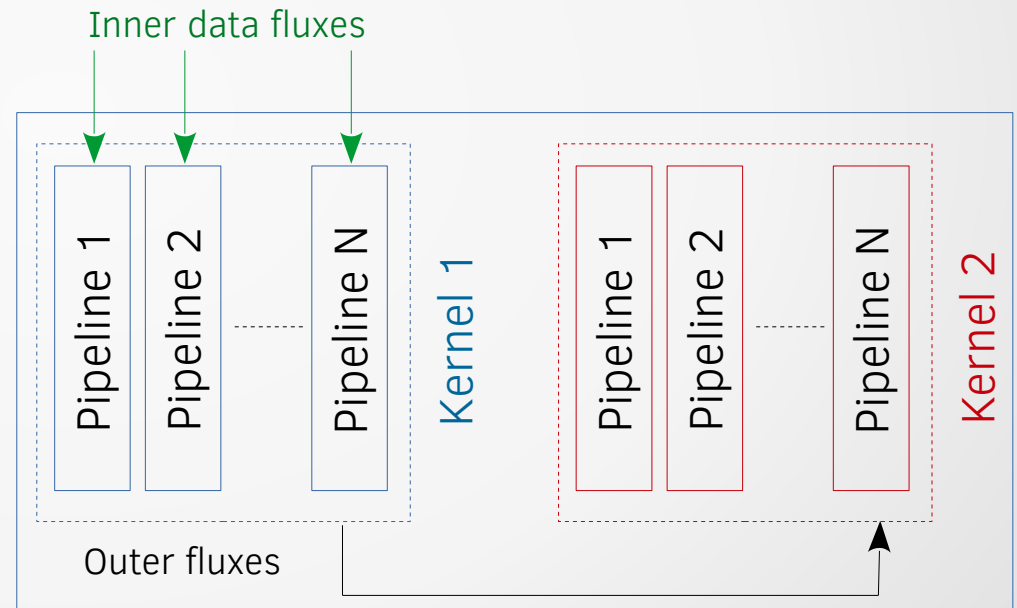 Inner data fluxes
Pipeline 1
Pipeline 2
Pipeline N
Kernel 1
Pipeline 1
Pipeline 2
Pipeline N
Kernel 2
Outer fluxes